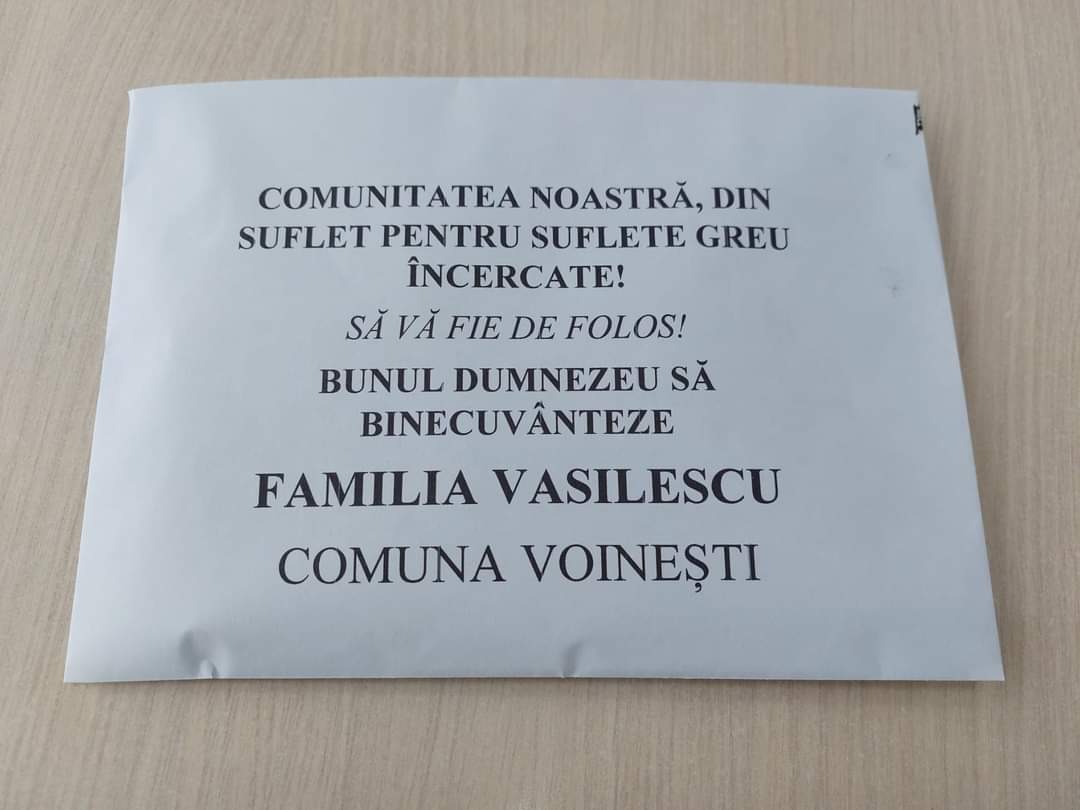 COMUNITATEA NOASTRĂ, DIN
SUFLET PENTRU SUFLETE GREU
ÎNCERCATE!
SĂ VĂ FIE DE FOLOS!
BUNUL DUMNEZEU SĂ
BINECUVÂNTEZE
FAMILIA VASILESCU
COMUNA VOINEȘTI